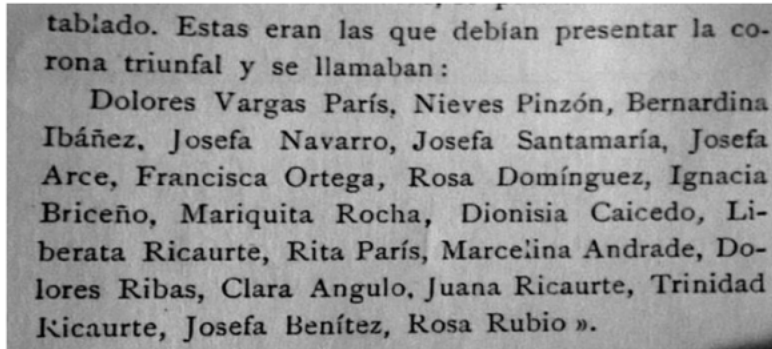 tablado. Estas eran las que debían presentar la co-
rona triunfal y se llamaban :
Dolores Vargas París, Nieves Pinzón, Bernardina
Ibáñez, Josefa Navarro, Josefa Santamaría, Josefa
Arce, Francisca Ortega, Rosa Domínguez, Ignacia
Briceño, Mariquita Rocha, Dionisia Caicedo, Li-
berata Ricaurte, Rita París, Marcelina Andrade, Do-
lores Ribas, Clara Angulo, Juana Ricaurte, Trinidad
Ricaurte, Josefa Benítez, Rosa Rubio ».